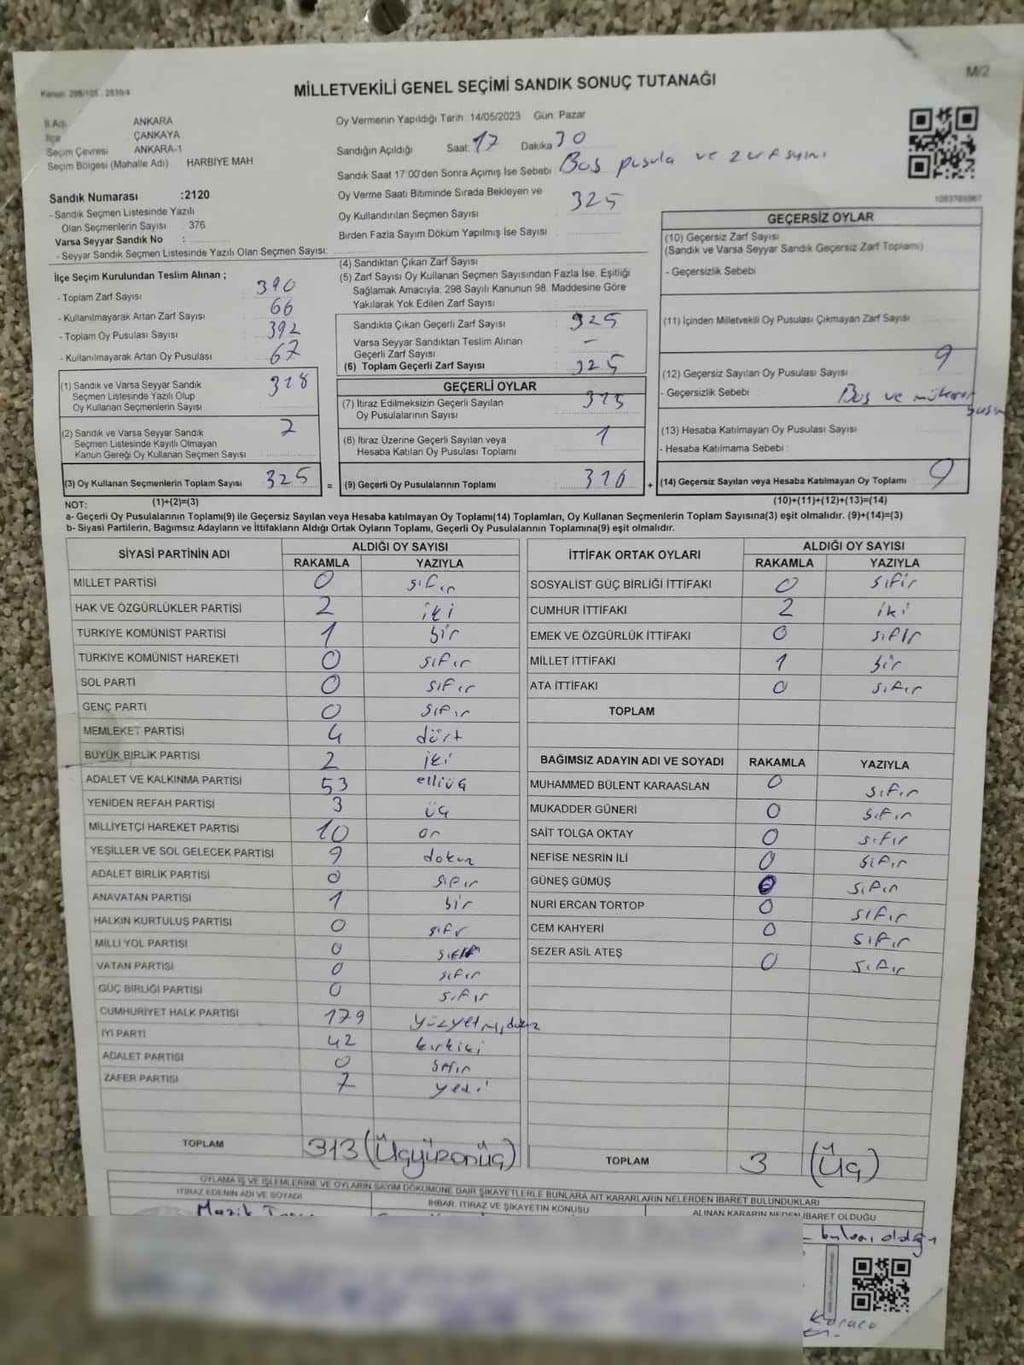 Kanun: 298/105 - 2839/4
M/2
MİLLETVEKİLİ GENEL SEÇİMİ SANDIK SONUÇ TUTANAĞI
İl Adı ANKARA
İlçe ÇANKAYA
Seçim Çevresi ANKARA-1
Seçim Bölgesi (Mahalle Adı) HARBİYE MAH
Oy Vermenin Yapıldığı Tarih :14/05/2023 Gün: Pazar
Sandığın Açıldığı Saat: 17 Dakika 30
Sandık Saat 17:00'den Sonra Açımış İse Sebebi: Boş pusula ve zarf sayımı
Oy Verme Saati Bitiminde Sırada Bekleyen ve
Oy Kullandırılan Seçmen Sayısı 325
Birden Fazla Sayım Döküm Yapılmış İse Sayısı
Sandık Numarası :2120
- Sandık Seçmen Listesinde Yazılı
Olan Seçmenlerin Sayısı : 376
Varsa Seyyar Sandık No :
- Seyyar Sandık Seçmen Listesinde Yazılı Olan Seçmen Sayısı:
İlçe Seçim Kurulundan Teslim Alınan ;
- Toplam Zarf Sayısı 390
- Kullanılmayarak Artan Zarf Sayısı 66
- Toplam Oy Pusulası Sayısı 392
- Kullanılmayarak Artan Oy Pusulası 67
(1) Sandık ve Varsa Seyyar Sandık
Seçmen Listesinde Yazılı Olup
Oy Kullanan Seçmenlerin Sayısı
(2) Sandık ve Varsa Seyyar Sandık
Seçmen Listesinde Kayıtlı Olmayan
Kanun Gereği Oy Kullanan Seçmen Sayısı 2
(3) Oy Kullanan Seçmenlerin Toplam Sayısı 325
(4) Sandıktan Çıkan Zarf Sayısı
(5) Zarf Sayısı Oy Kullanan Seçmen Sayısından Fazla İse, Eşitliği
Sağlamak Amacıyla, 298 Sayılı Kanunun 98. Maddesine Göre
Yakılarak Yok Edilen Zarf Sayısı
Sandıkta Çıkan Geçerli Zarf Sayısı 325
Varsa Seyyar Sandıktan Teslim Alınan
Geçerli Zarf Sayısı -
(6) Toplam Geçerli Zarf Sayısı 325
GEÇERLİ OYLAR
(7) İtiraz Edilmeksizin Geçerli Sayılan
Oy Pusulalarının Sayısı 315
(8) İtiraz Üzerine Geçerli Sayılan veya
Hesaba Katılan Oy Pusulası Toplamı 1
= (9) Geçerli Oy Pusulalarının Toplamı 316
GEÇERSİZ OYLAR
(10) Geçersiz Zarf Sayısı
(Sandık ve Varsa Seyyar Sandık Geçersiz Zarf Toplamı)
- Geçersizlik Sebebi
(11) İçinden Milletvekili Oy Pusulası Çıkmayan Zarf Sayısı
(12) Geçersiz Sayılan Oy Pusulası Sayısı 9
- Geçersizlik Sebebi Boş ve
(13) Hesaba Katılmayan Oy Pusulası Sayısı
- Hesaba Katılmama Sebebi
+ (14) Geçersiz Sayılan veya Hesaba Katılmayan Oy Toplamı 9
NOT: (1)+(2)=(3) (10)+(11)+(12)+(13)=(14)
a- Geçerli Oy Pusulalarının Toplamı(9) ile Geçersiz Sayılan veya Hesaba katılmayan Oy Toplamı(14) Toplamları, Oy Kullanan Seçmenlerin Toplam Sayısına(3) eşit olmalıdır. (9)+(14)=(3)
b- Siyasi Partilerin, Bağımsız Adayların ve İttifakların Aldığı Ortak Oyların Toplamı, Geçerli Oy Pusulalarının Toplamına(9) eşit olmalıdır.
SİYASİ PARTİNİN ADI ALDIĞI OY SAYISI
RAKAMLA YAZIYLA
MİLLET PARTİSİ 0 sıfır
HAK VE ÖZGÜRLÜKLER PARTİSİ 2 iki
TÜRKİYE KOMÜNİST PARTİSİ 1 bir
TÜRKİYE KOMÜNİST HAREKETİ 0 sıfır
SOL PARTİ 0 sıfır
GENÇ PARTİ 0 sıfır
MEMLEKET PARTİSİ 4 dört
BÜYÜK BİRLİK PARTİSİ 2 iki
ADALET VE KALKINMA PARTİSİ 53 elliüç
YENİDEN REFAH PARTİSİ 3 üç
MİLLİYETÇİ HAREKET PARTİSİ 10 on
YEŞİLLER VE SOL GELECEK PARTİSİ 9 dokuz
ADALET BİRLİK PARTİSİ 0 sıfır
ANAVATAN PARTİSİ 1 bir
HALKIN KURTULUŞ PARTİSİ 0 sıfır
MİLLİ YOL PARTİSİ 0 sıfır
VATAN PARTİSİ 0 sıfır
GÜÇ BİRLİĞİ PARTİSİ 0 sıfır
CUMHURİYET HALK PARTİSİ 179
İYİ PARTİ 42 kırkiki
ADALET PARTİSİ 0 sıfır
ZAFER PARTİSİ 7 yedi
TOPLAM 313 (Üçyüzonüç)
İTTİFAK ORTAK OYLARI ALDIĞI OY SAYISI
RAKAMLA YAZIYLA
SOSYALİST GÜÇ BİRLİĞİ İTTİFAKI 0 sıfır
CUMHUR İTTİFAKI 2 iki
EMEK VE ÖZGÜRLÜK İTTİFAKI 0 sıfır
MİLLET İTTİFAKI 1 bir
ATA İTTİFAKI 0 sıfır
TOPLAM
BAĞIMSIZ ADAYIN ADI VE SOYADI RAKAMLA YAZIYLA
MUHAMMED BÜLENT KARAASLAN 0 sıfır
MUKADDER GÜNERİ 0 sıfır
SAİT TOLGA OKTAY 0 sıfır
NEFİSE NESRİN İLİ 0 sıfır
GÜNEŞ GÜMÜŞ 0 sıfır
NURİ ERCAN TORTOP 0 sıfır
CEM KAHYERİ 0 sıfır
SEZER ASİL ATEŞ 0 sıfır
TOPLAM 3 (Üç)
OYLAMA İŞ VE İŞLEMLERİNE VE OYLARIN SAYIM DÖKÜMÜNE DAİR ŞİKAYETLERLE BUNLARA AİT KARARLARIN NELERDEN İBARET BULUNDUKLARI
İTİRAZ EDENİN ADI VE SOYADI İHBAR, İTİRAZ VE ŞİKAYETİN KONUSU ALINAN KARARIN NEDEN İBARET OLDUĞU